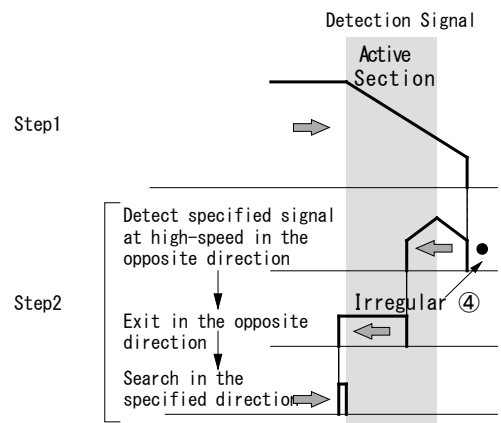 Detection Signal
Active
Section
Step1
Detect specified signal
at high-speed in the
opposite direction
Step2
Irregular ④
Exit in the opposite
direction
Search in the
specified direction